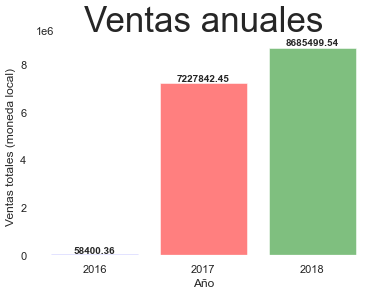 Ventas anuales
1e6
8685499.54
8
7227842.45
6
4
2
58400.36
0
2016 2017 2018
Año
Ventas totales (moneda local)